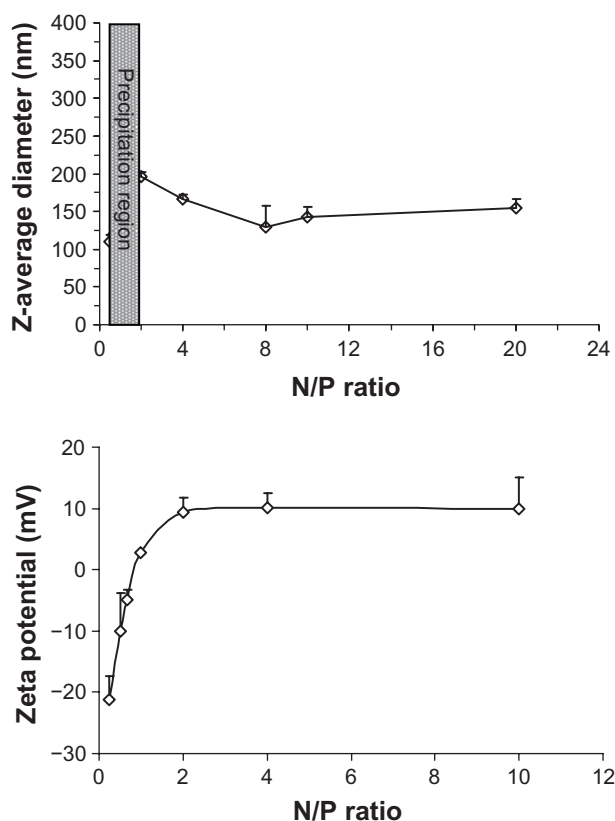 400
350
300
250
200
150
100
50
0
Z-average diameter (nm)
Precipitation region
0 4 8 12 16 20 24
N/P ratio
20
10
0
−10
−20
−30
Zeta potential (mV)
0 2 4 6 8 10 12
N/P ratio